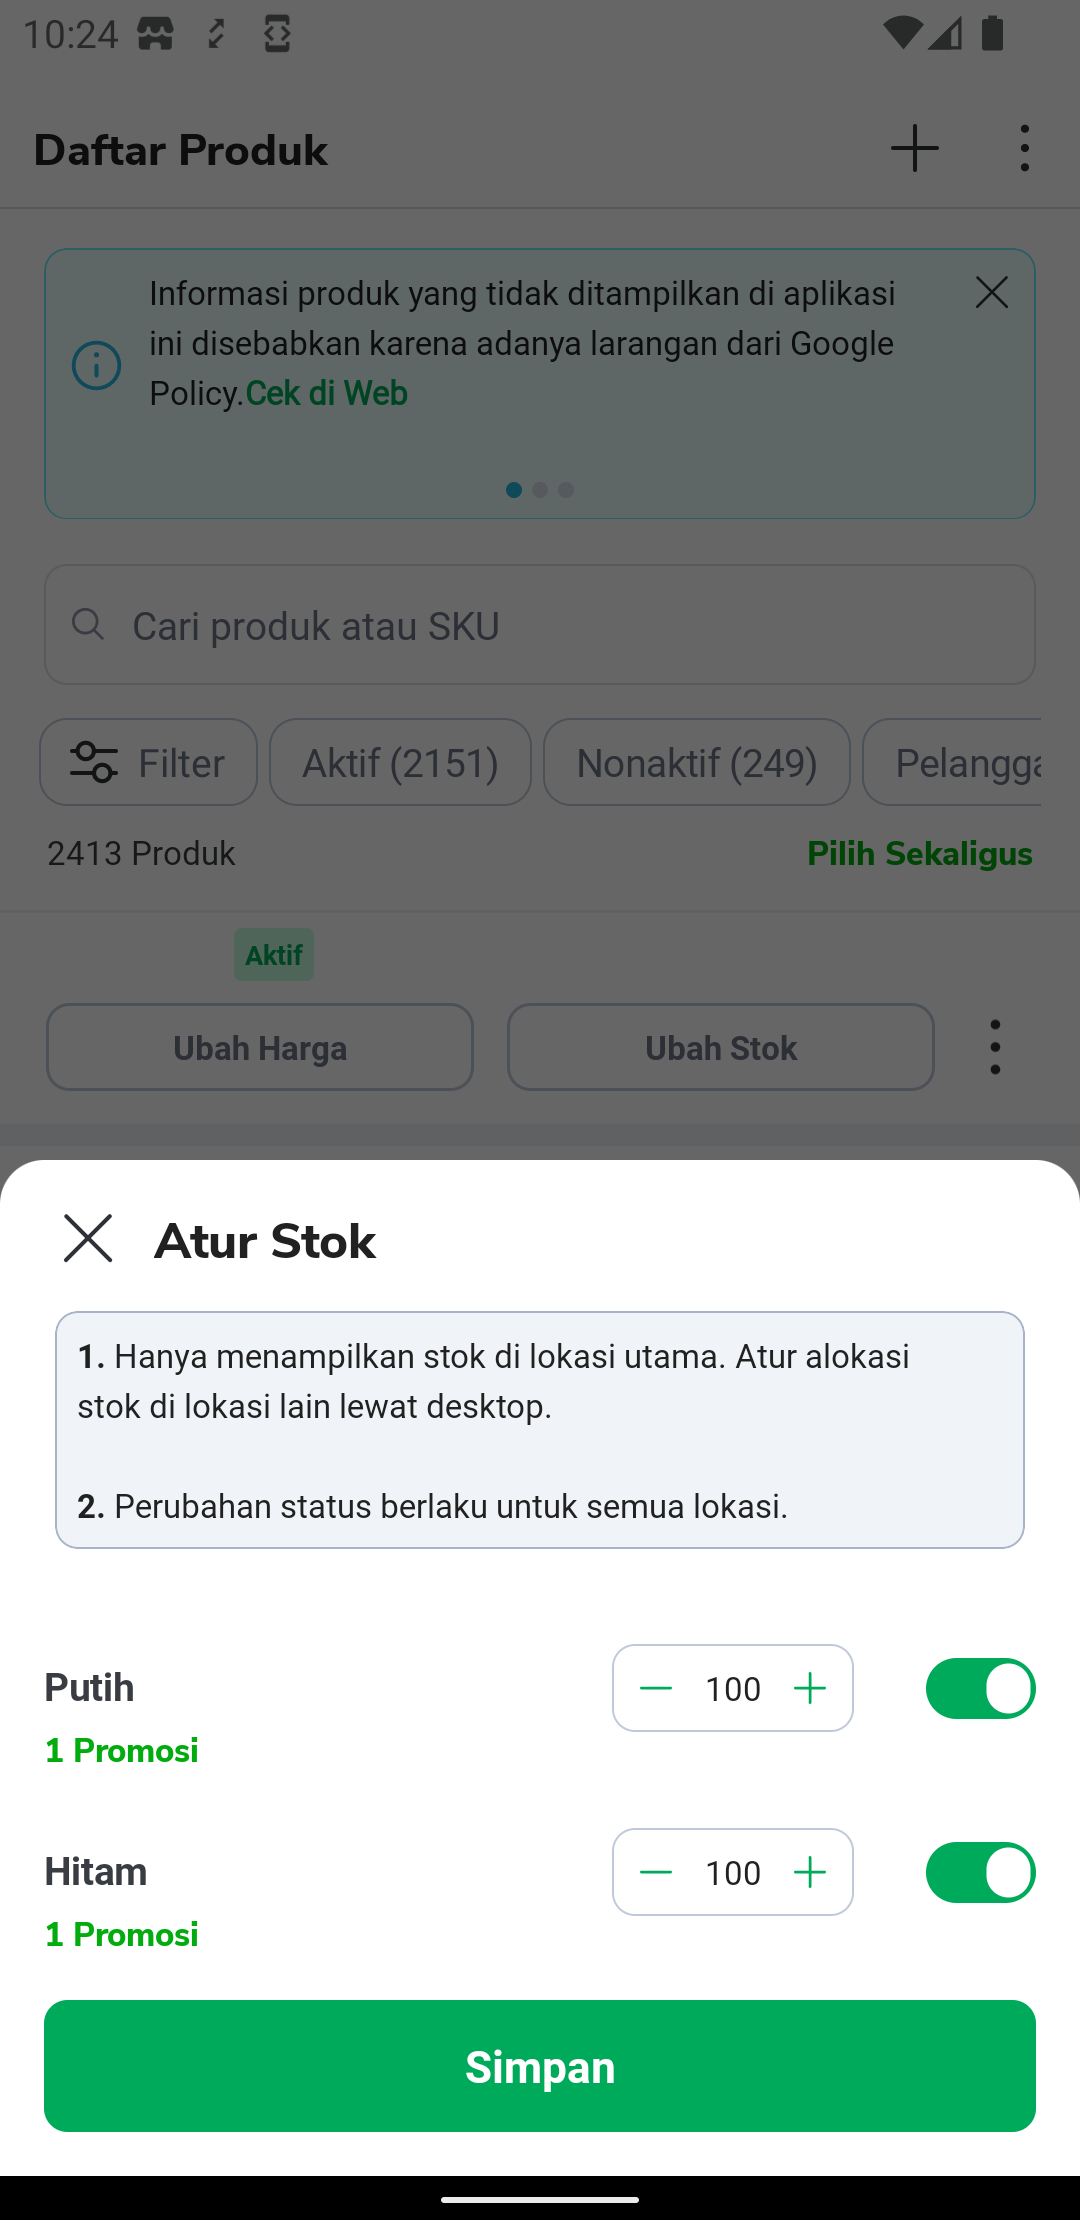 10:24
Daftar Produk
Informasi produk yang tidak ditampilkan di aplikasi
ini disebabkan karena adanya larangan dari Google
Policy.Cek di Web
Cari produk atau SKU
Filter
Aktif (2151)
Nonaktif (249)
Pelangga
2413 Produk
Pilih Sekaligus
Aktif
Ubah Harga
Ubah Stok
Atur Stok
1. Hanya menampilkan stok di lokasi utama. Atur alokasi
stok di lokasi lain lewat desktop.
2. Perubahan status berlaku untuk semua lokasi.
Putih
100
1 Promosi
Hitam
100
1 Promosi
Simpan